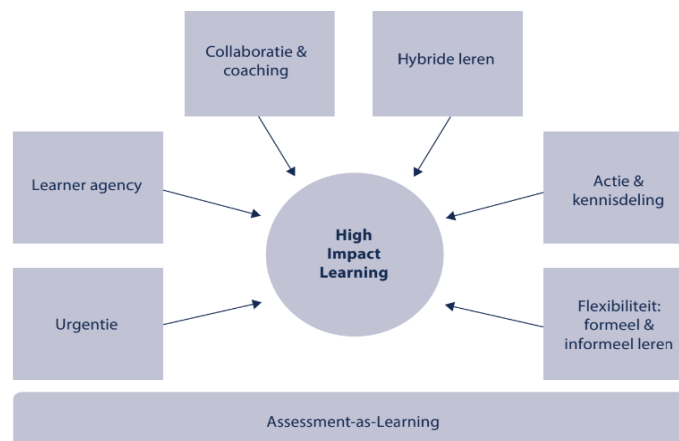 Collaboratie &
coaching
Hybride leren
Learner agency
Actie &
kennisdeling
High
Impact
Learning
Urgentie
Flexibiliteit:
formeel &
informeel leren
Assessment-as-Learning